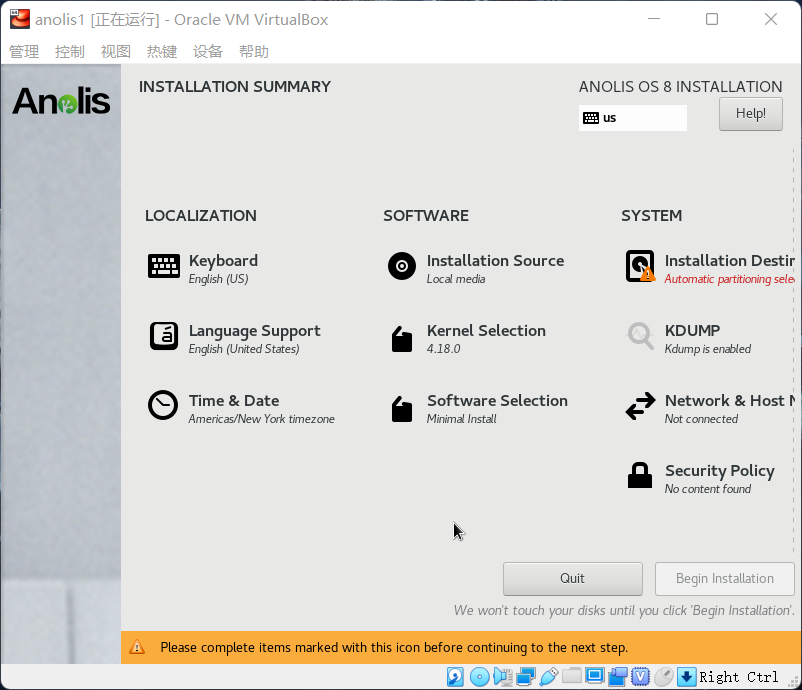 anolis1 [正在运行] - Oracle VM VirtualBox
管理 控制 视图 热键 设备 帮助
Anolis
INSTALLATION SUMMARY
ANOLIS OS 8 INSTALLATION
us
Help!
LOCALIZATION
Keyboard
English (US)
Language Support
English (United States)
Time & Date
Americas/New York timezone
SOFTWARE
Installation Source
Local media
Kernel Selection
4.18.0
Software Selection
Minimal Install
SYSTEM
Installation Destin
Automatic partitioning sele
KDUMP
Kdump is enabled
Network & Host N
Not connected
Security Policy
No content found
Quit
Begin Installation
We won't touch your disks until you click 'Begin Installation'.
Please complete items marked with this icon before continuing to the next step.
Right Ctrl